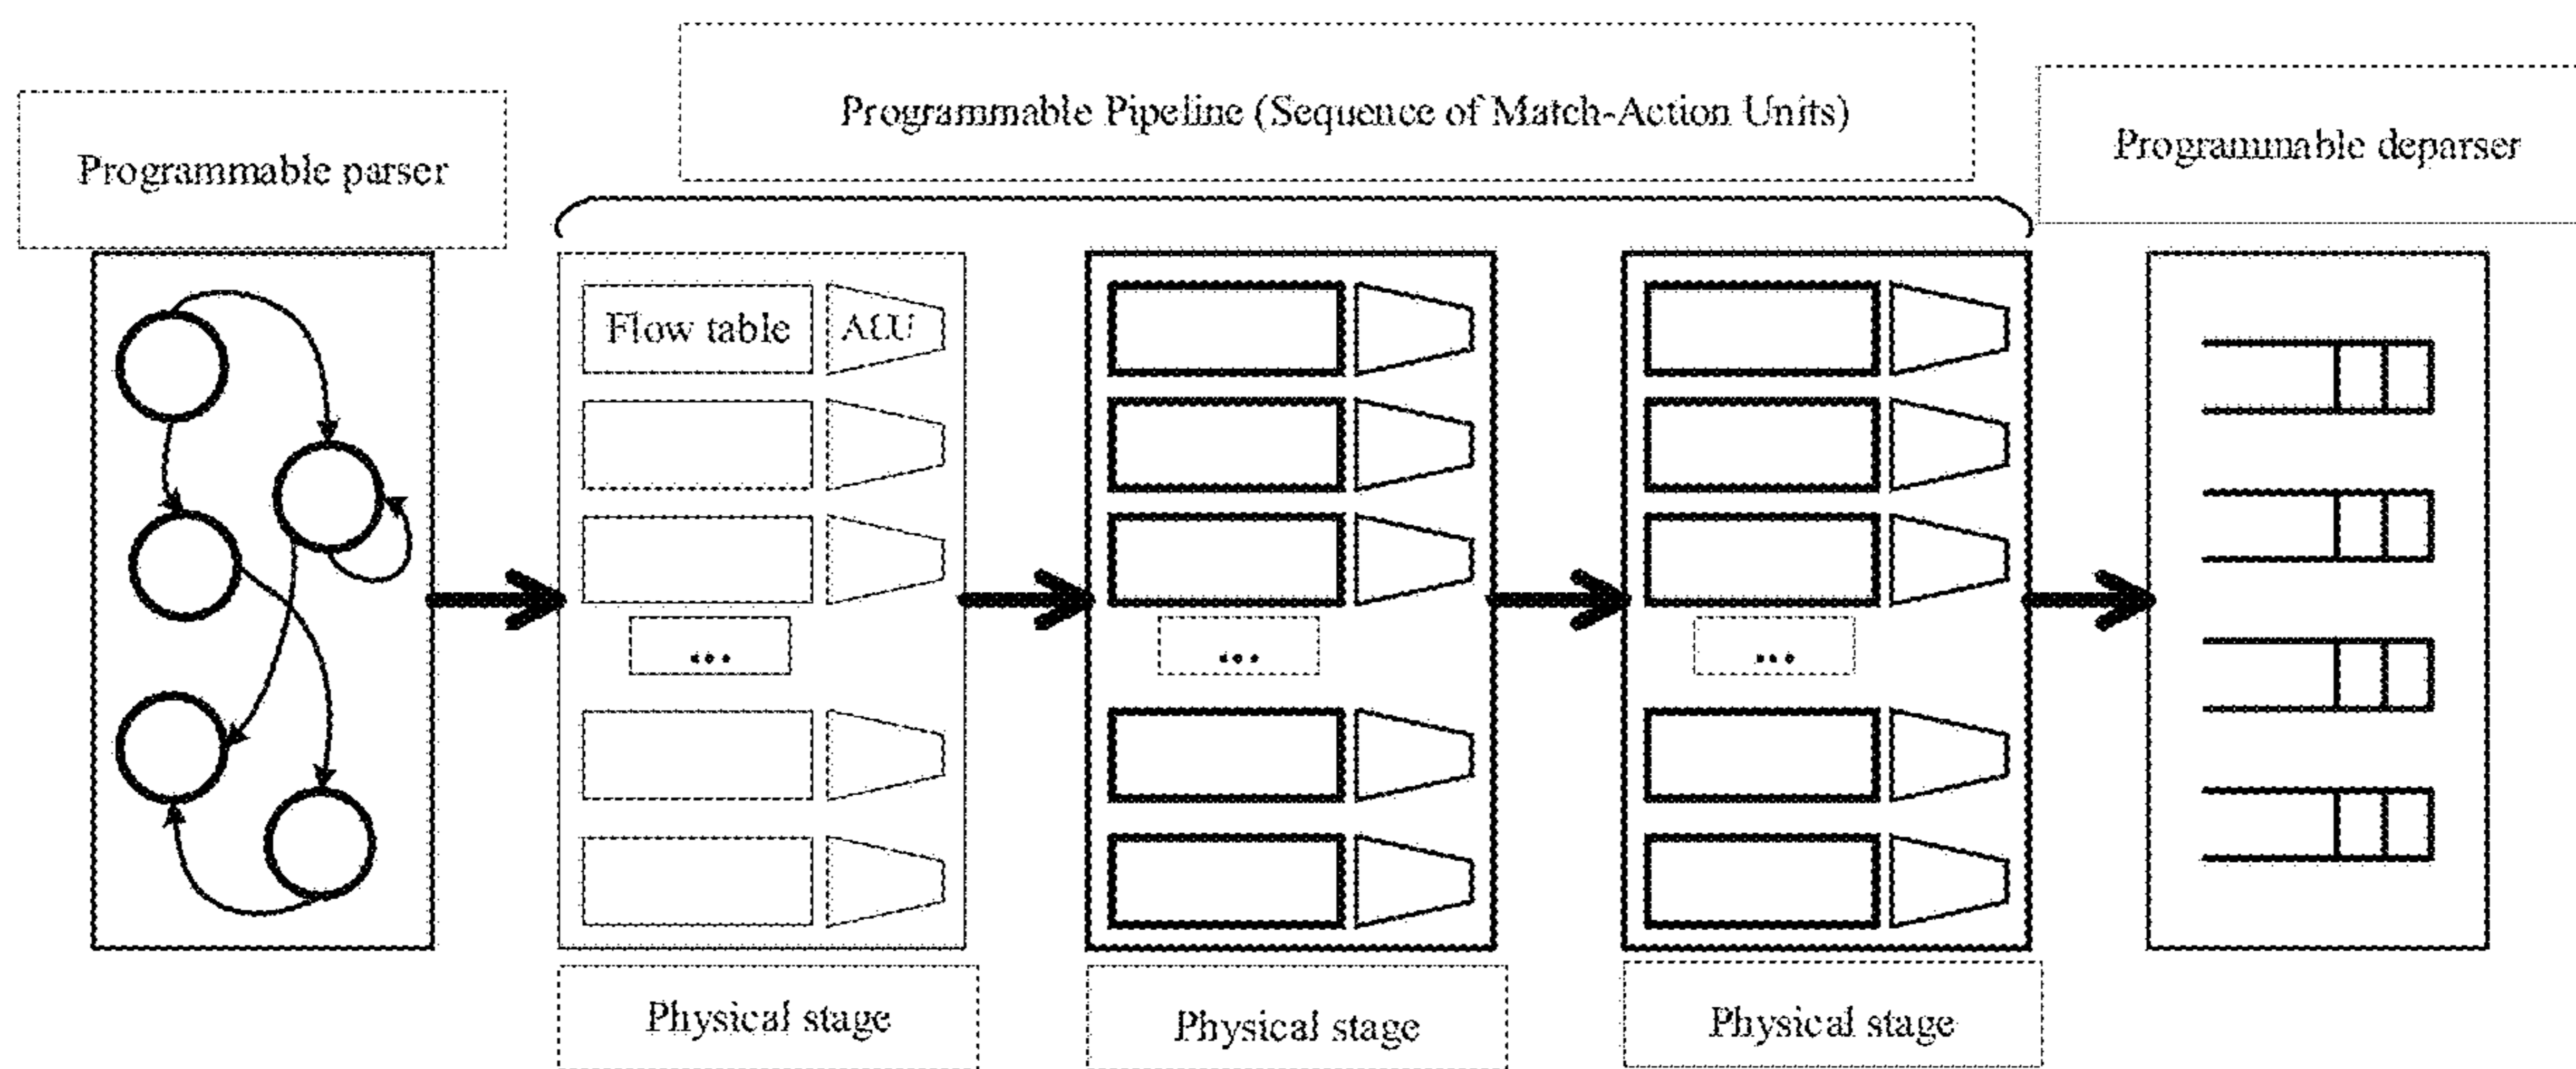 Programmable Pipeline (Sequence of Match-Action Units)
Programmable parser
Programmable deparser
Flow table
ALU
...
...
...
Physical stage
Physical stage
Physical stage